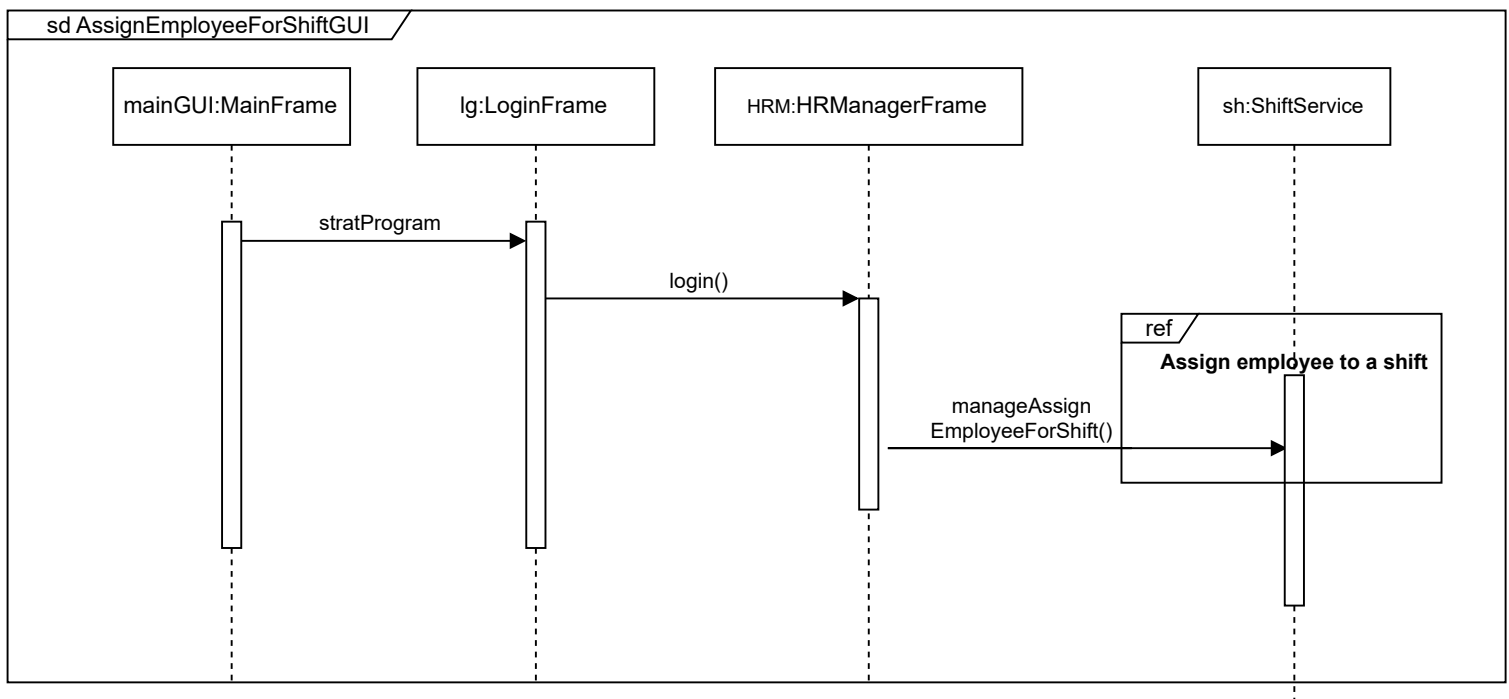 sd AssignEmployeeForShiftGUI
mainGUI:MainFrame
lg:LoginFrame
HRM:HRManagerFrame
sh:ShiftService
stratProgram
login()
ref
Assign employee to a shift
manageAssign
EmployeeForShift()